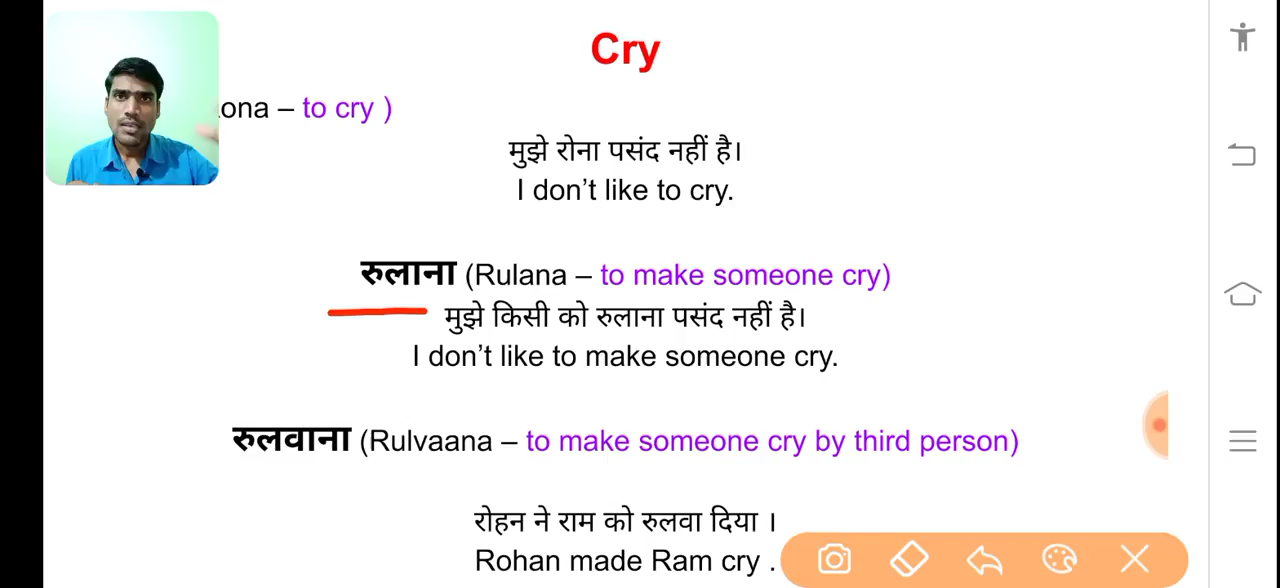 Cry
ona – to cry )
मुझे रोना पसंद नहीं है।
I don’t like to cry.
रुलाना (Rulana – to make someone cry)
मुझे किसी को रुलाना पसंद नहीं है।
I don’t like to make someone cry.
रुलवाना (Rulvaana – to make someone cry by third person)
रोहन ने राम को रुलवा दिया ।
Rohan made Ram cry .